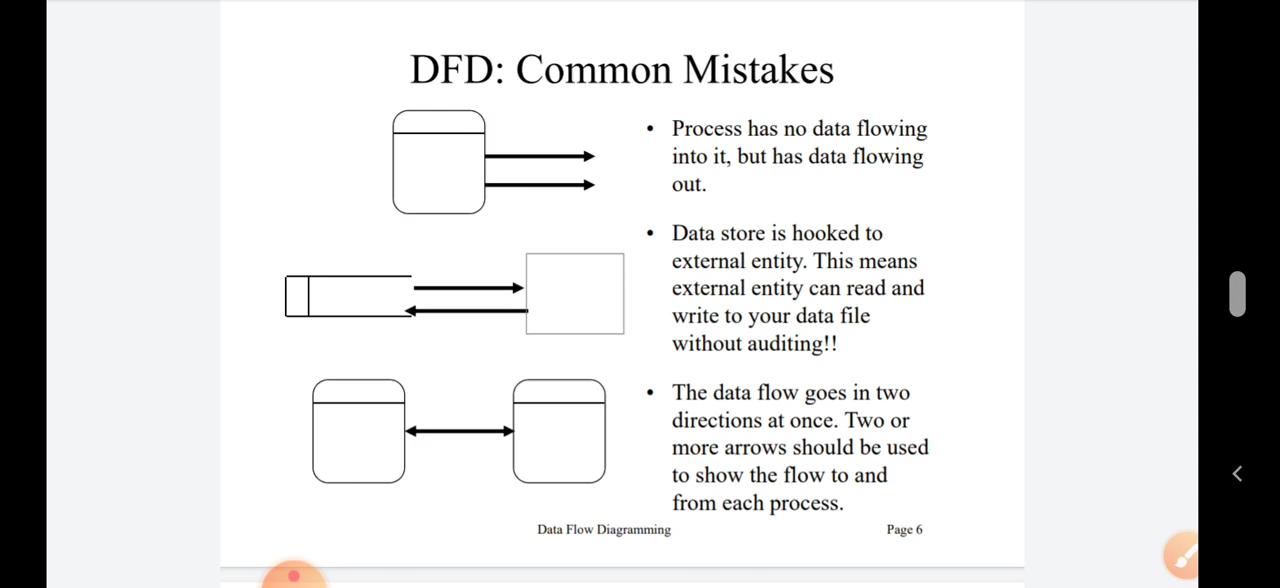 DFD: Common Mistakes
• Process has no data flowing
into it, but has data flowing
out.
• Data store is hooked to
external entity. This means
external entity can read and
write to your data file
without auditing!!
• The data flow goes in two
directions at once. Two or
more arrows should be used
to show the flow to and
from each process.
Data Flow Diagramming
Page 6